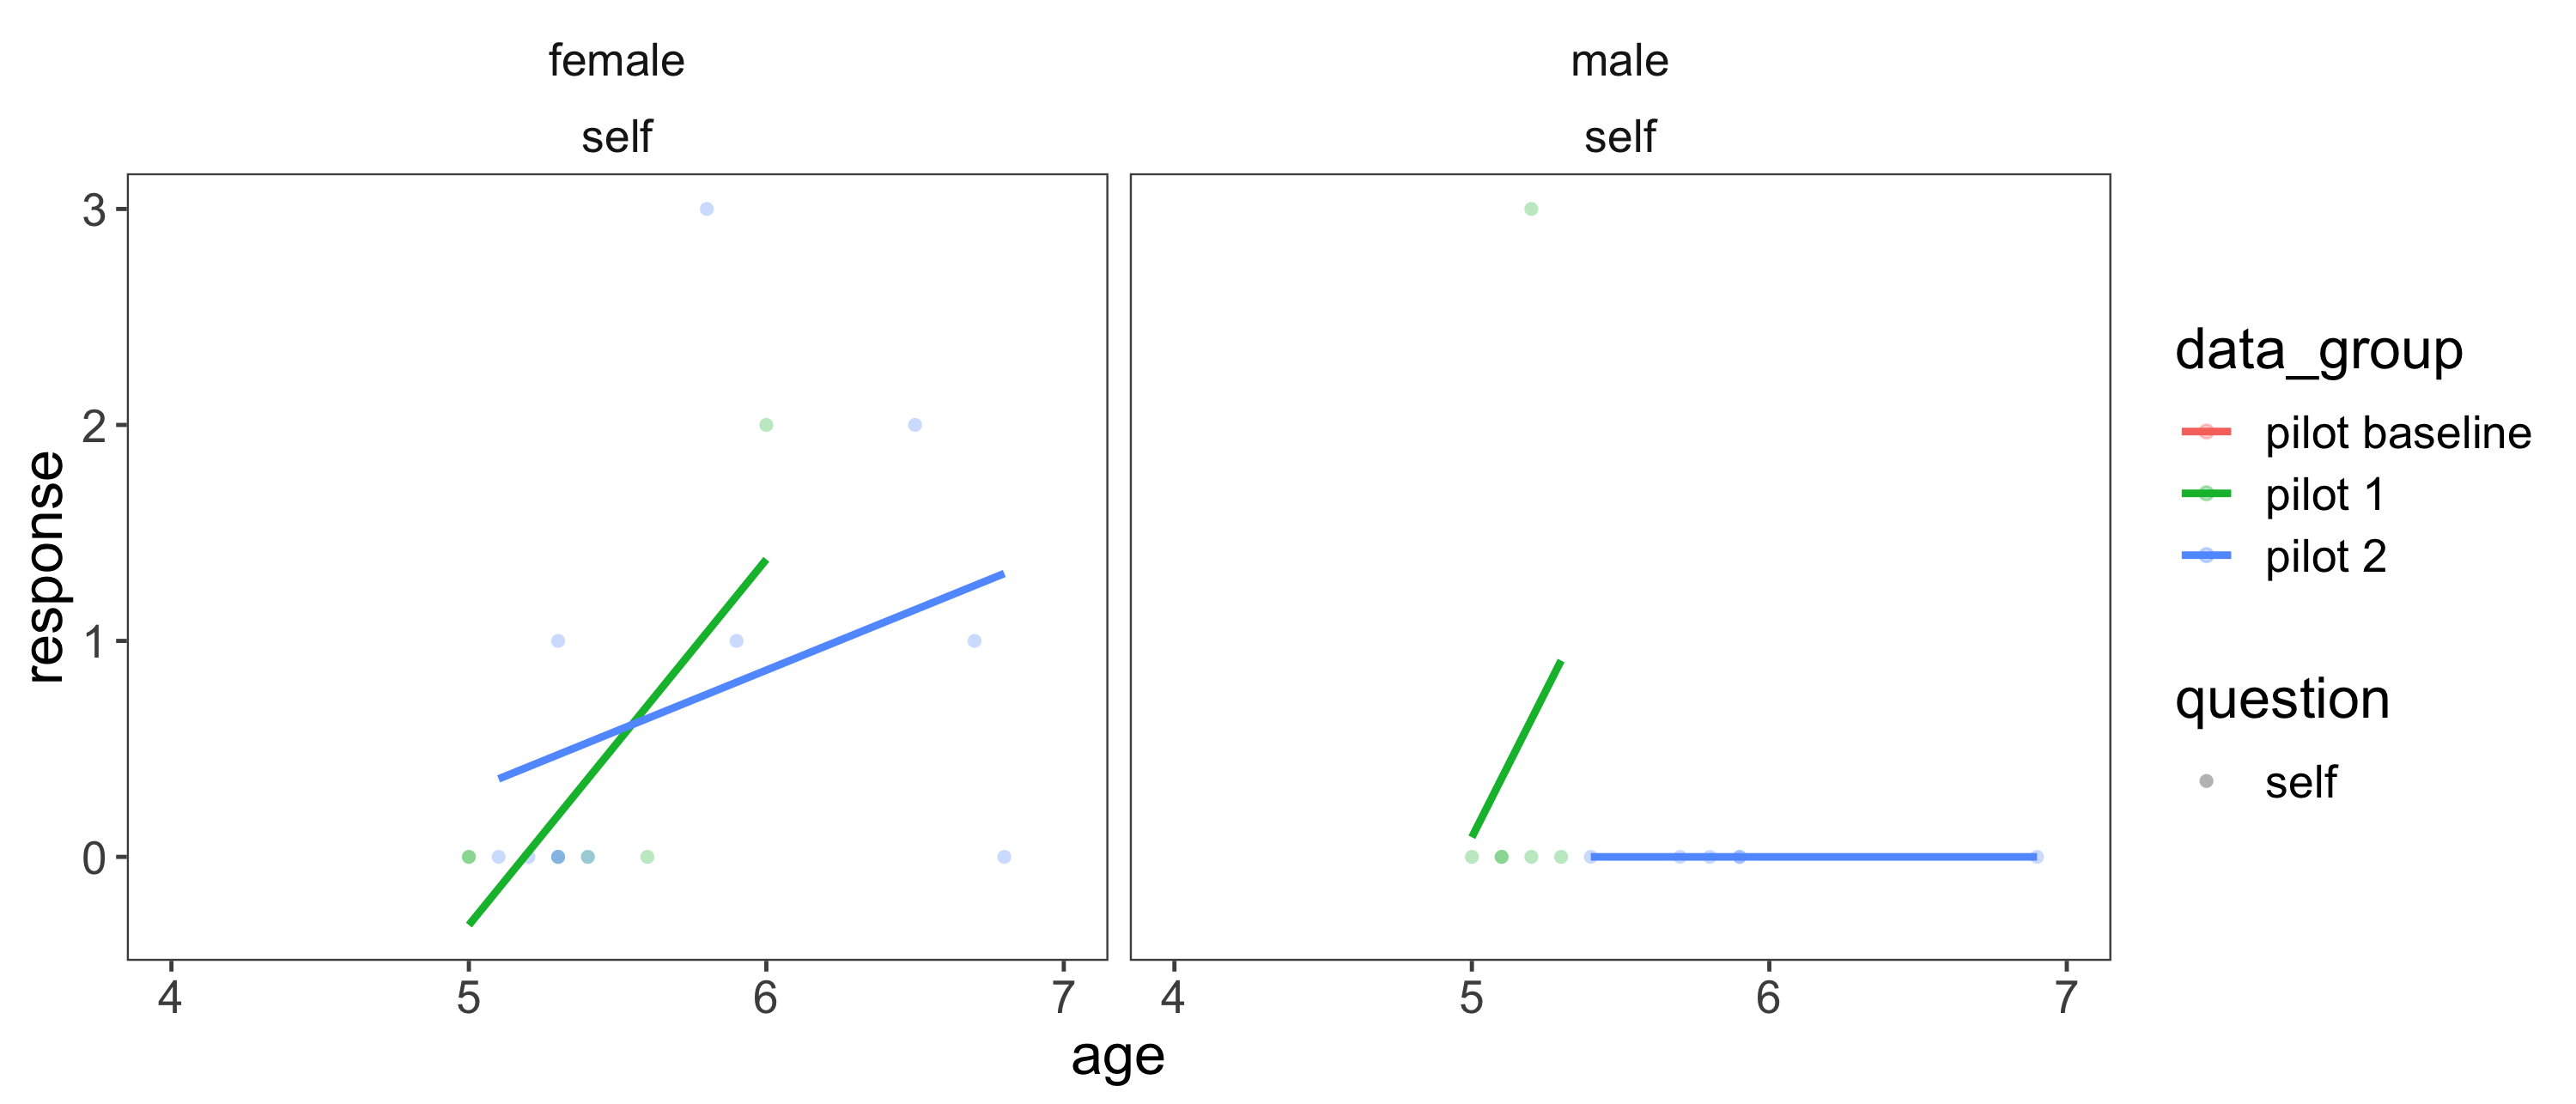 female
self
male
self
3
2
1
0
response
4
5
6
7
4
5
6
7
age
data_group
pilot baseline
pilot 1
pilot 2
question
self